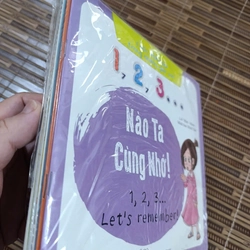 1, 2, 3...
Nào Ta
Cùng Nhớ!
1, 2, 3...
Let's remember!